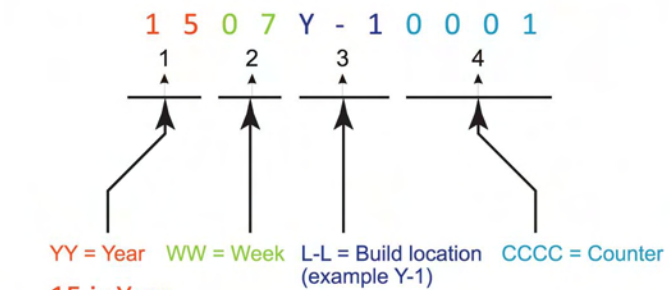 1 5 0 7 Y - 1 0 0 0 1
1 2 3 4
YY = Year WW = Week L-L = Build location CCCC = Counter
(example Y-1)